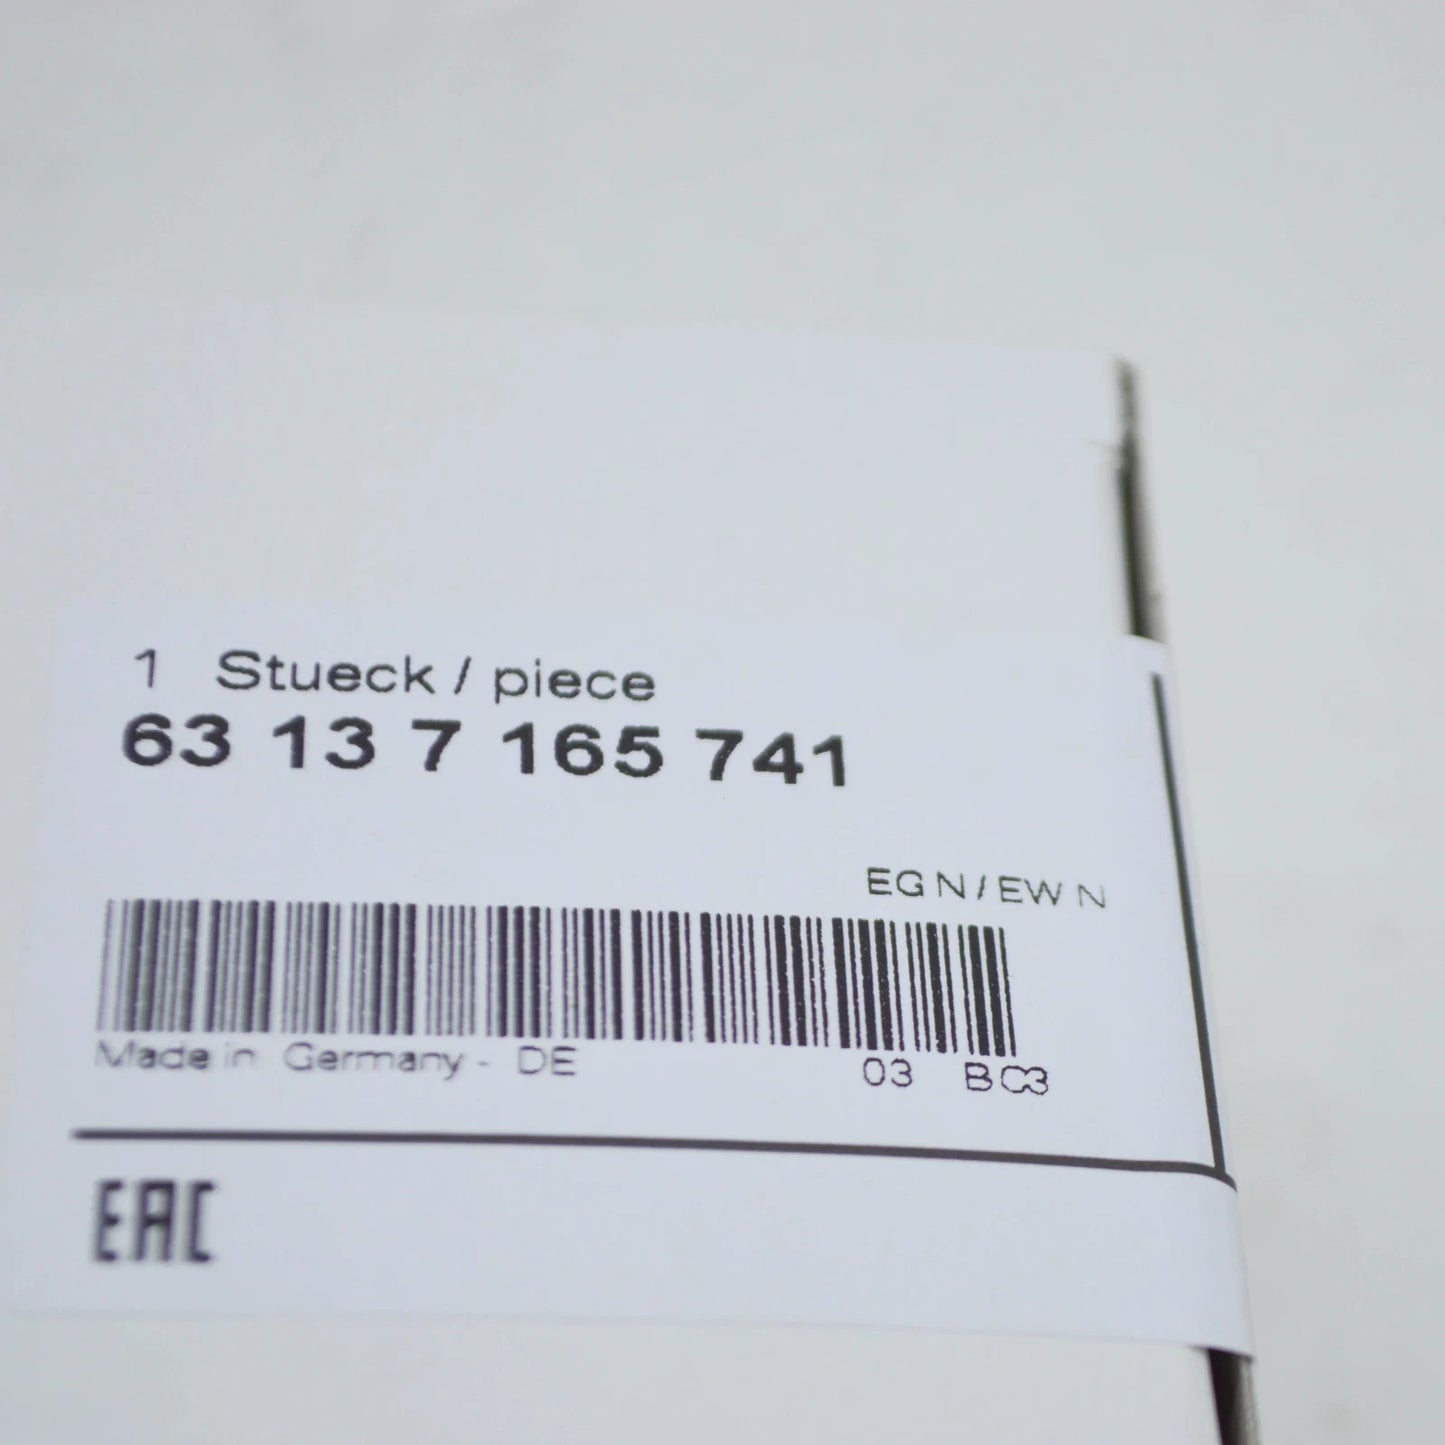 1 Stueck / piece
63 13 7 165 741
EG N / EW N
Made in Germany - DE 03 BC3
EAC